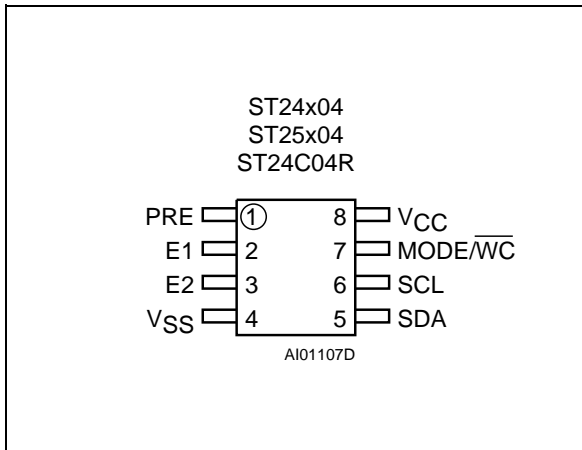 ST24x04
ST25x04
ST24C04R
PRE 1 8 VCC
E1 2 7 MODE/WC
E2 3 6 SCL
VSS 4 5 SDA
AI01107D